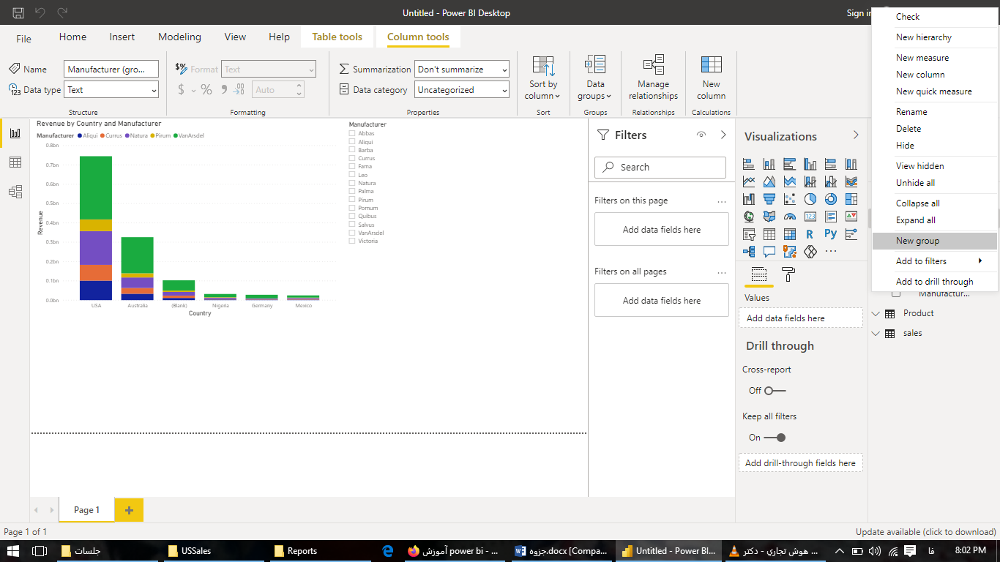 Untitled - Power BI Desktop
Sign in
File Home Insert Modeling View Help Table tools Column tools
Name Manufacturer (gro...
Data type Text
Structure
$% Format Text
$ % Auto
Formatting
Summarization Don't summarize
Data category Uncategorized
Properties
Sort by
column
Sort
Data
groups
Groups
Manage
relationships
Relationships
New
column
Calculations
Revenue by Country and Manufacturer
Manufacturer Aliqui Currus Natura Pirum VanArsdel
0.8bn
0.7bn
0.6bn
0.5bn
0.4bn
0.3bn
0.2bn
0.1bn
0.0bn
Revenue
USA Australia (Blank) Nigeria Germany Mexico
Country
Manufacturer
Abbas
Aliqui
Barba
Currus
Fama
Leo
Natura
Palma
Pirum
Pomum
Quibus
Salvus
VanArsdel
Victoria
Filters
Search
Filters on this page ...
Add data fields here
Filters on all pages ...
Add data fields here
Visualizations
123
R Py
...
Values
Add data fields here
Drill through
Cross-report
Off
Keep all filters
On
Add drill-through fields here
Check
New hierarchy
New measure
New column
New quick measure
Rename
Delete
Hide
View hidden
Unhide all
Collapse all
Expand all
New group
Add to filters
Add to drill through
Manufactur...
Product
sales
Page 1
Page 1 of 1
Update available (click to download)
جلسات
USSales
Reports
آموزش power bi - ...
جزوه.docx [Compa...
Untitled - Power BI...
هوش تجاري - دكتر ...
فا
8:02 PM